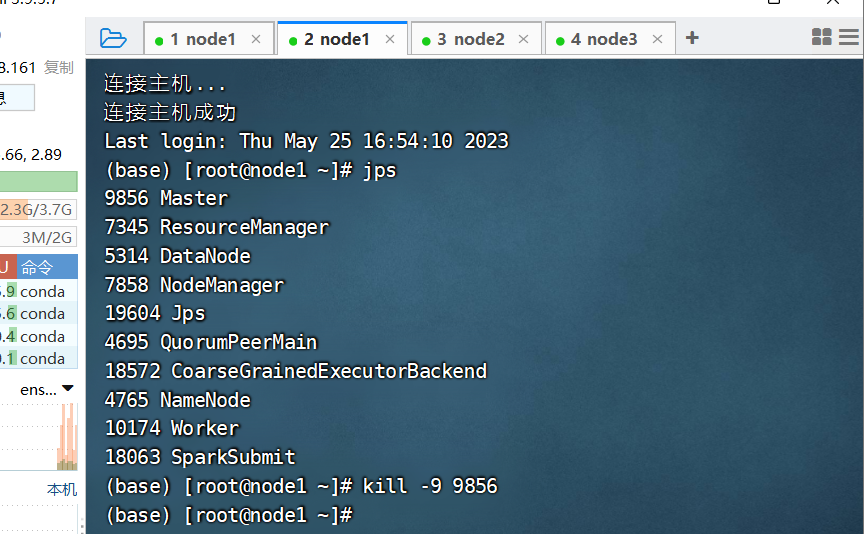 1 node1
2 node1
3 node2
4 node3
8.161 复制
息
.66, 2.89
2.3G/3.7G
3M/2G
U 命令
.9 conda
.6 conda
.4 conda
.1 conda
ens...
本机
连接主机...
连接主机成功
Last login: Thu May 25 16:54:10 2023
(base) [root@node1 ~]# jps
9856 Master
7345 ResourceManager
5314 DataNode
7858 NodeManager
19604 Jps
4695 QuorumPeerMain
18572 CoarseGrainedExecutorBackend
4765 NameNode
10174 Worker
18063 SparkSubmit
(base) [root@node1 ~]# kill -9 9856
(base) [root@node1 ~]#